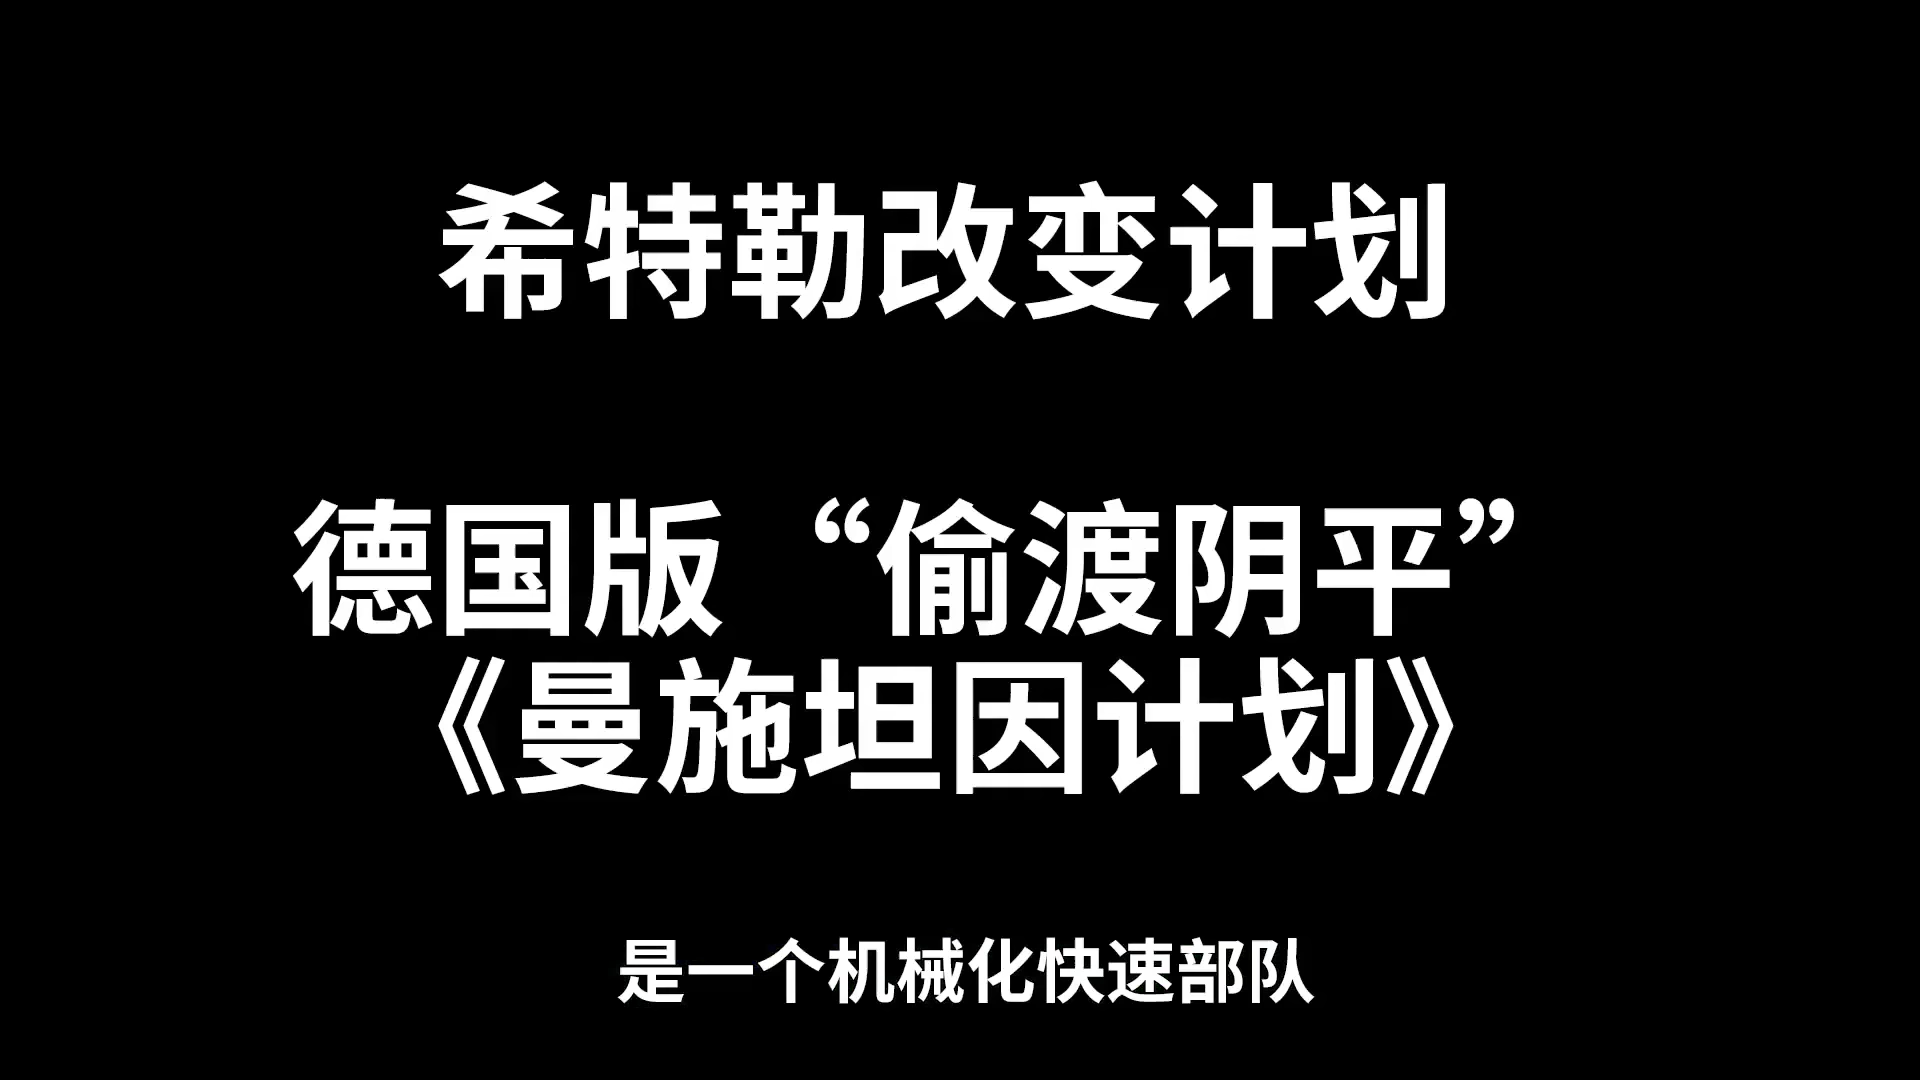 希特勒改变计划
德国版“偷渡阴平”
《曼施坦因计划》
是一个机械化快速部队